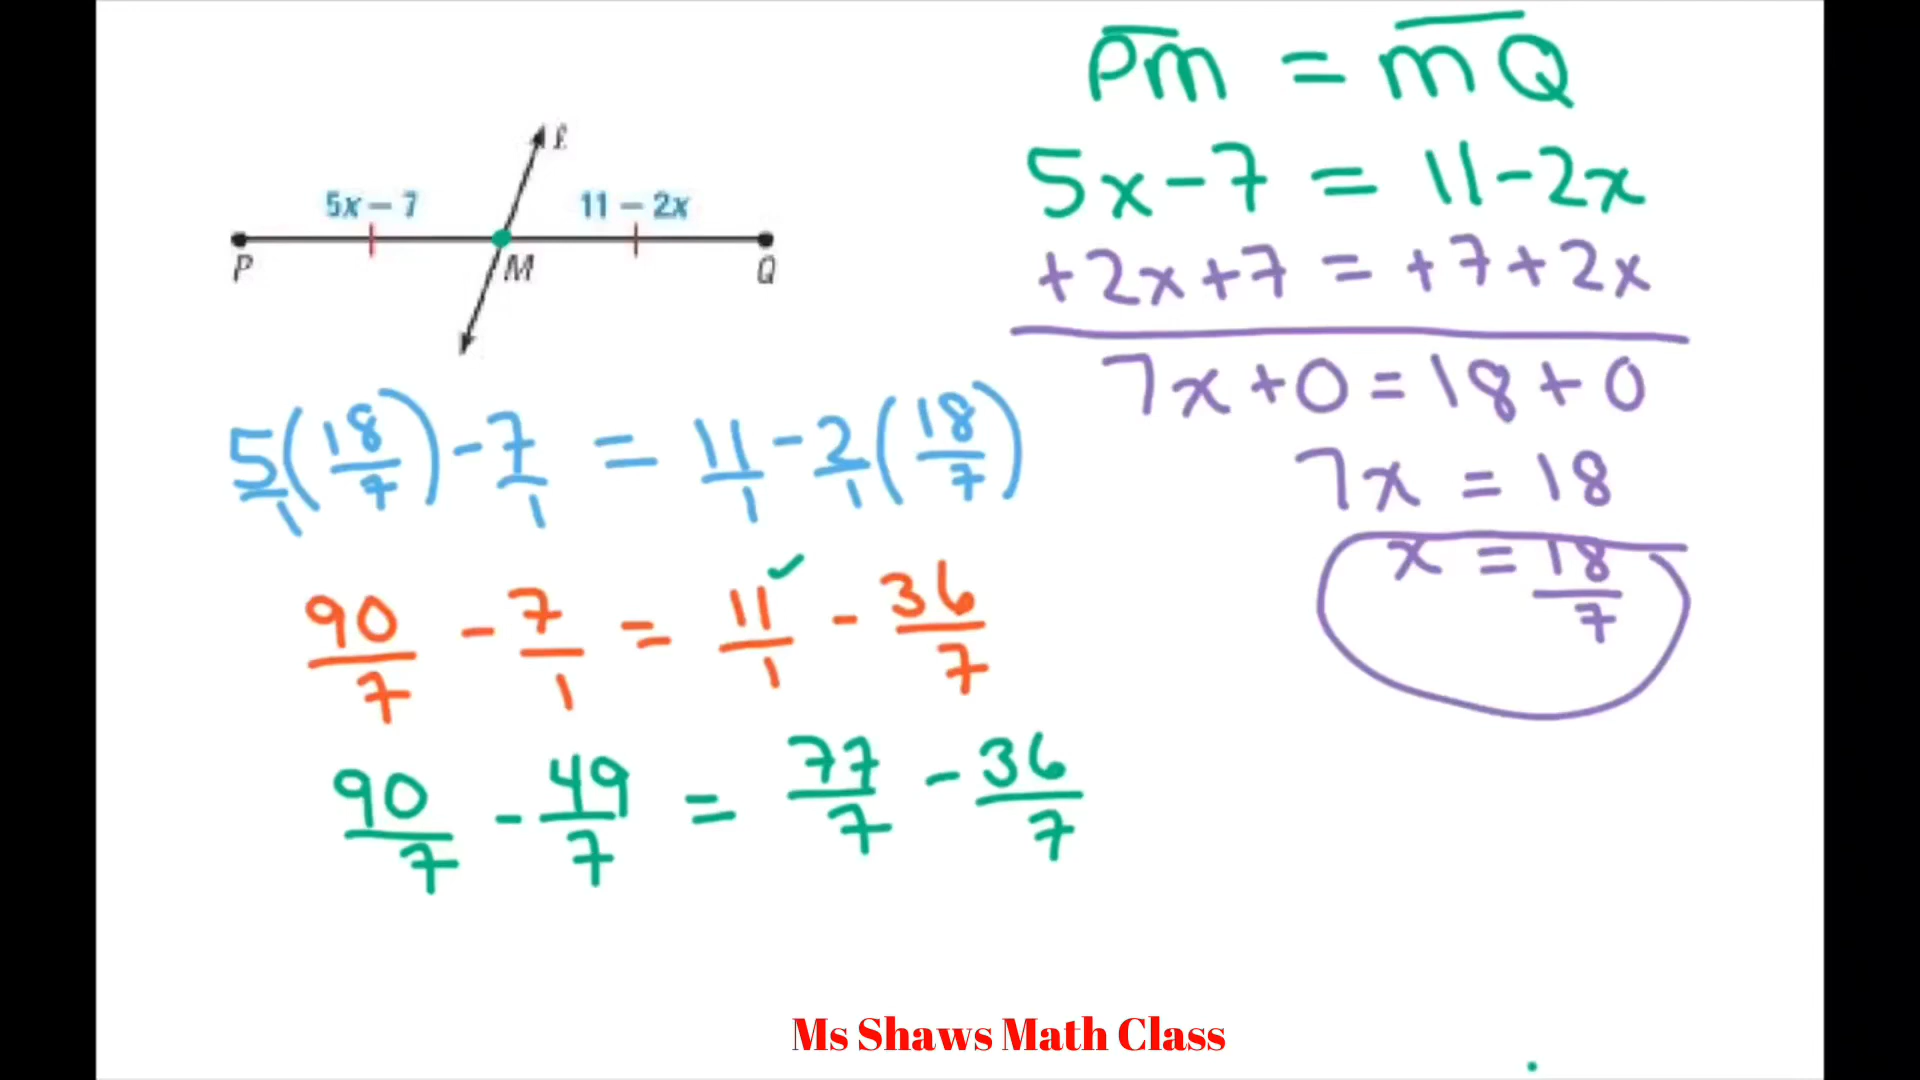 ℓ
5x – 7
11 – 2x
P
M
Q
PM = MQ
5x - 7 = 11 - 2x
+2x + 7 = +7 + 2x
7x + 0 = 18 + 0
7x = 18
x = 18/7
5/1 (18/7) - 7/1 = 11/1 - 2/1 (18/7)
90/7 - 7/1 = 11/1 ✓ - 36/7
90/7 - 49/7 = 77/7 - 36/7
Ms Shaws Math Class